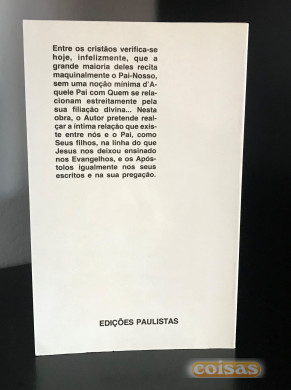 Entre os cristãos verifica-se
hoje, infelizmente, que a
grande maioria deles recita
maquinalmente o Pai-Nosso,
sem uma noção mínima d'A-
quele Pai com Quem se re-
lacionam estreitamente pela
sua filiação divina... Nesta
obra, o Autor pretende real-
çar a íntima relação que exis-
te entre nós e o Pai, como
Seus filhos, na linha do que
Jesus nos deixou ensinado
nos Evangelhos, e os Após-
tolos igualmente nos seus
escritos e na sua pregação.
EDIÇÕES PAULISTAS
coisas